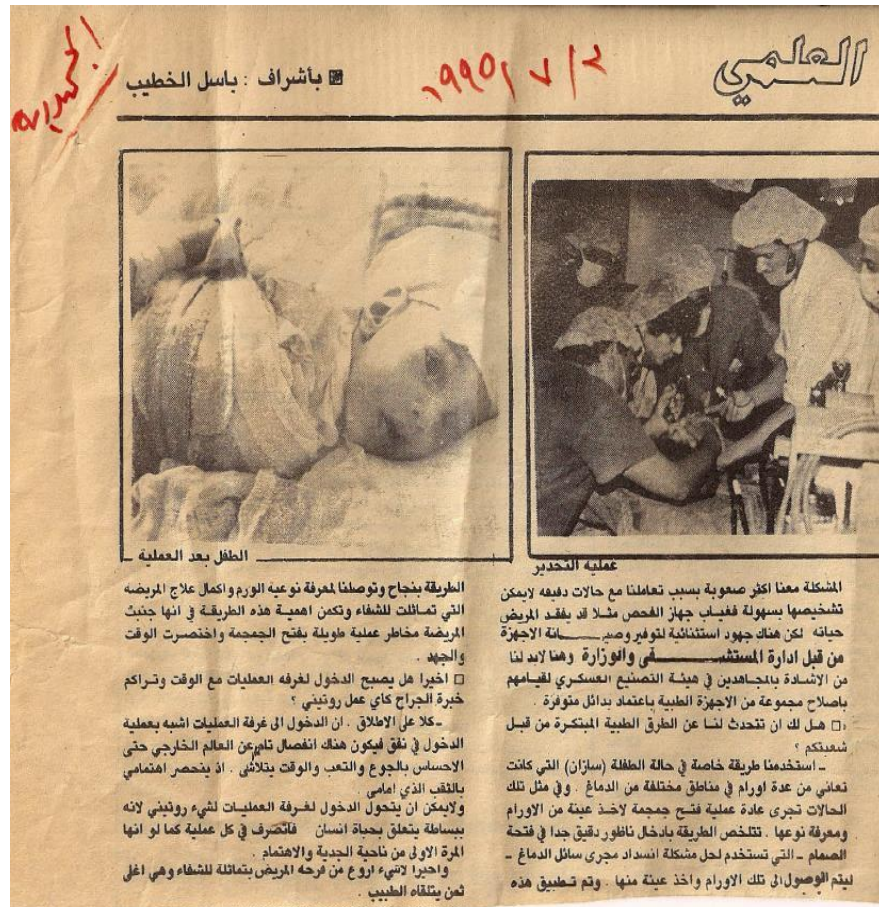 العلمي
٢/٧/١٩٩٥
بأشراف : باسل الخطيب
عملية التخدير
الطفل بعد العملية
المشكلة معنا اكثر صعوبة بسبب تعاملنا مع حالات دقيقه لايمكن
تشخيصها بسهولة فغياب جهاز الفحص مثلا قد يفقد المريض
حياته لكن هناك جهود استثنائية لتوفير وصيـــانة الاجهزة
من قبل ادارة المستشـــفى والوزارة وهنا لابد لنا
من الاشادة بالمجاهدين في هيئة التصنيع العسكري لقيامهم
باصلاح مجموعة من الاجهزة الطبية باعتماد بدائل متوفرة .
□ هل لك ان تتحدث لنا عن الطرق الطبية المبتكرة من قبل
شعبتكم ؟
ـ استخدمنا طريقة خاصة في حالة الطفلة (سازان) التي كانت
تعاني من عدة اورام في مناطق مختلفة من الدماغ . وفي مثل تلك
الحالات تجرى عادة عملية فتح جمجمة لاخذ عينة من الاورام
ومعرفة نوعها . تتلخص الطريقة بادخال ناظور دقيق جدا في فتحة
الصمام ـ التي تستخدم لحل مشكلة انسداد مجرى سائل الدماغ ـ
ليتم الوصول الى تلك الاورام واخذ عينة منها . وتم تطبيق هذه
الطريقة بنجاح وتوصلنا لمعرفة نوعية الورم واكمال علاج المريضه
التي تماثلت للشفاء وتكمن اهمية هذه الطريقة في انها جنبت
المريضة مخاطر عملية طويلة بفتح الجمجمة واختصرت الوقت
والجهد .
□ اخيرا هل يصبح الدخول لغرفه العمليات مع الوقت وتراكم
خبرة الجراح كاي عمل روتيني ؟
ـ كلا على الاطلاق . ان الدخول الى غرفة العمليات اشبه بعملية
الدخول في نفق فيكون هناك انفصال تام عن العالم الخارجي حتى
الاحساس بالجوع والتعب والوقت يتلاشى . اذ ينحصر اهتمامي
بالثقب الذي امامي .
ولايمكن ان يتحول الدخول لغرفة العمليات لشيء روتيني لانه
ببساطة يتعلق بحياة انسان فاتصرف في كل عملية كما لو انها
المرة الاولى من ناحية الجدية والاهتمام .
واخيرا لاشيء اروع من فرحه المريض بتماثلة للشفاء وهي اغلى
ثمن يتلقاه الطبيب .